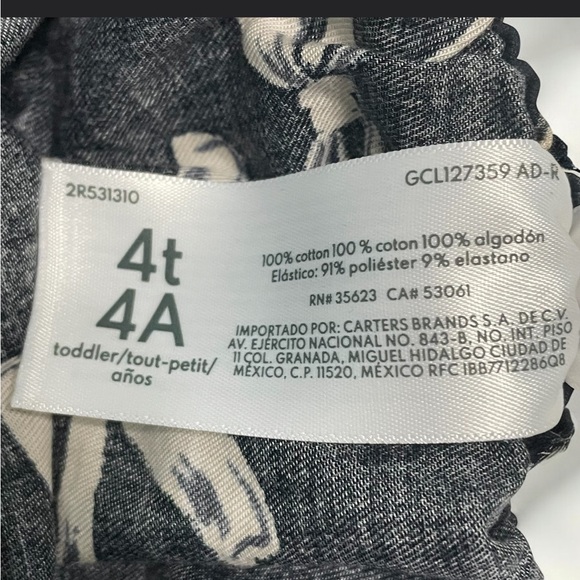 2R531310
GCL127359 AD-R
4t
4A
toddler/tout-petit/
años
100% cotton 100 % coton 100% algodón
Elástico: 91% poliéster 9% elastano
RN# 35623 CA# 53061
IMPORTADO POR: CARTERS BRANDS S.A. DE C.V.
AV. EJÉRCITO NACIONAL NO. 843-B, NO. INT. PISO
11 COL. GRANADA, MIGUEL HIDALGO CIUDAD DE
MÉXICO, C.P. 11520, MÉXICO RFC IBB7712286Q8